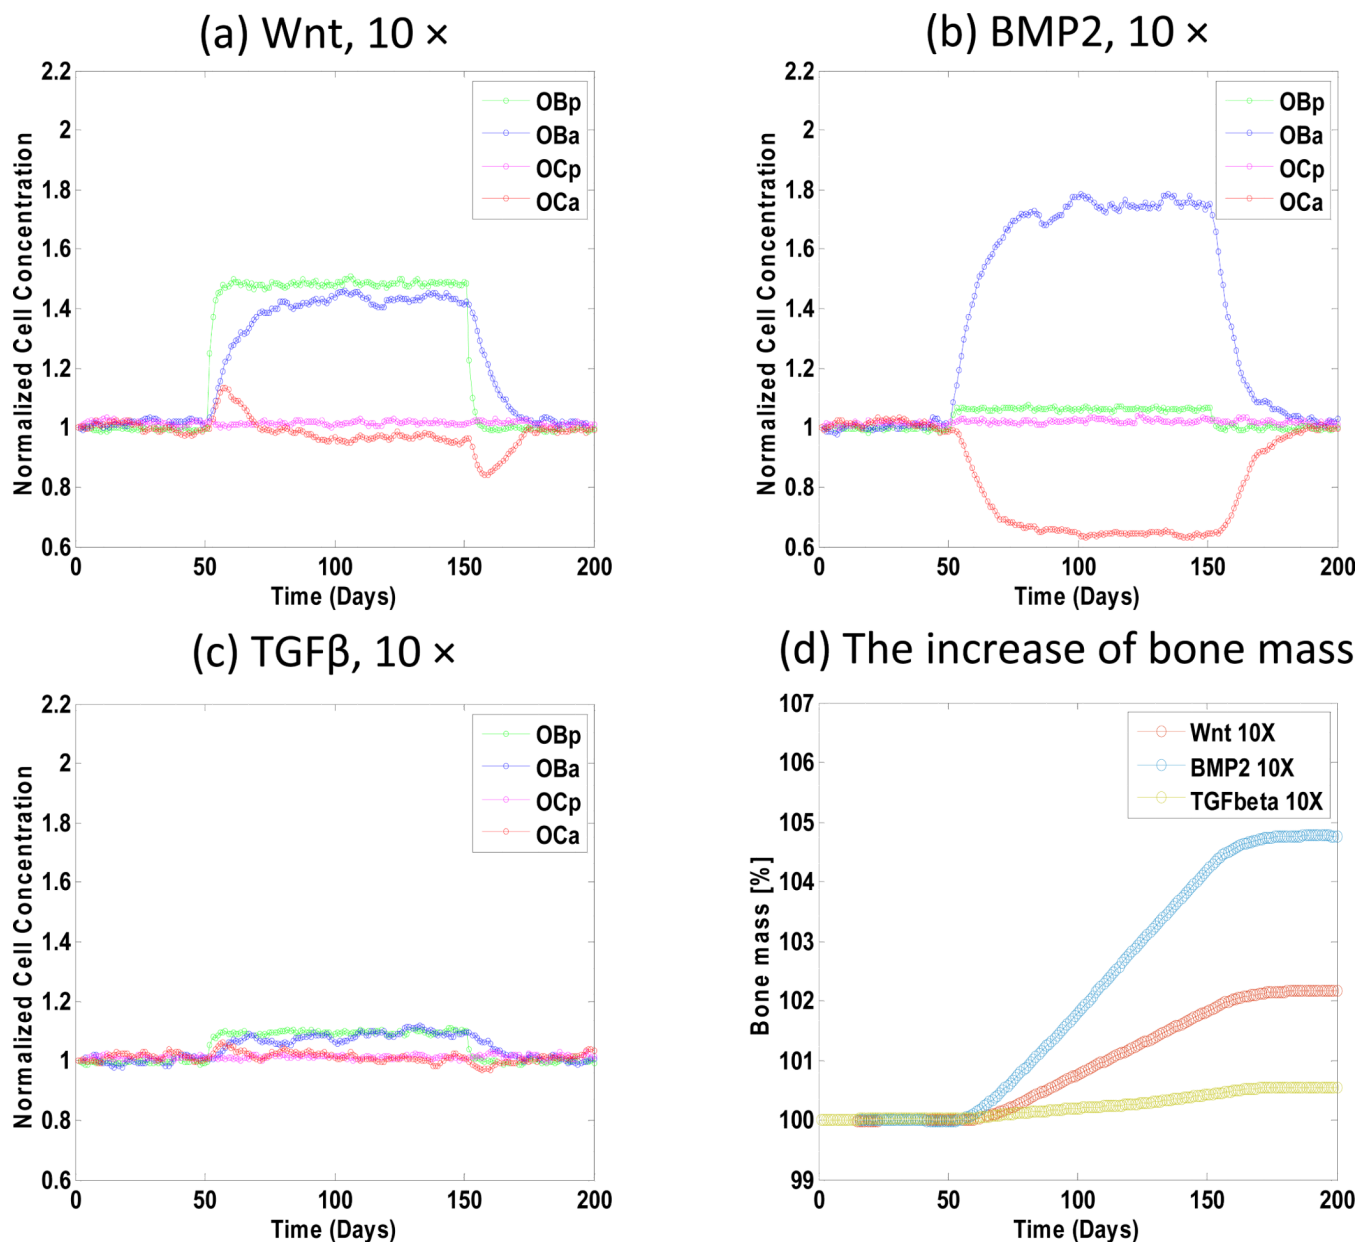 (a) Wnt, 10 ×
2.2
2
1.8
1.6
1.4
1.2
1
0.8
0.6
0 50 100 150 200
Normalized Cell Concentration
Time (Days)
OBp
OBa
OCp
OCa
(b) BMP2, 10 ×
2.2
2
1.8
1.6
1.4
1.2
1
0.8
0.6
0 50 100 150 200
Normalized Cell Concentration
Time (Days)
OBp
OBa
OCp
OCa
(c) TGFβ, 10 ×
2.2
2
1.8
1.6
1.4
1.2
1
0.8
0.6
0 50 100 150 200
Normalized Cell Concentration
Time (Days)
OBp
OBa
OCp
OCa
(d) The increase of bone mass
107
106
105
104
103
102
101
100
99
0 50 100 150 200
Bone mass [%]
Time (Days)
Wnt 10X
BMP2 10X
TGFbeta 10X